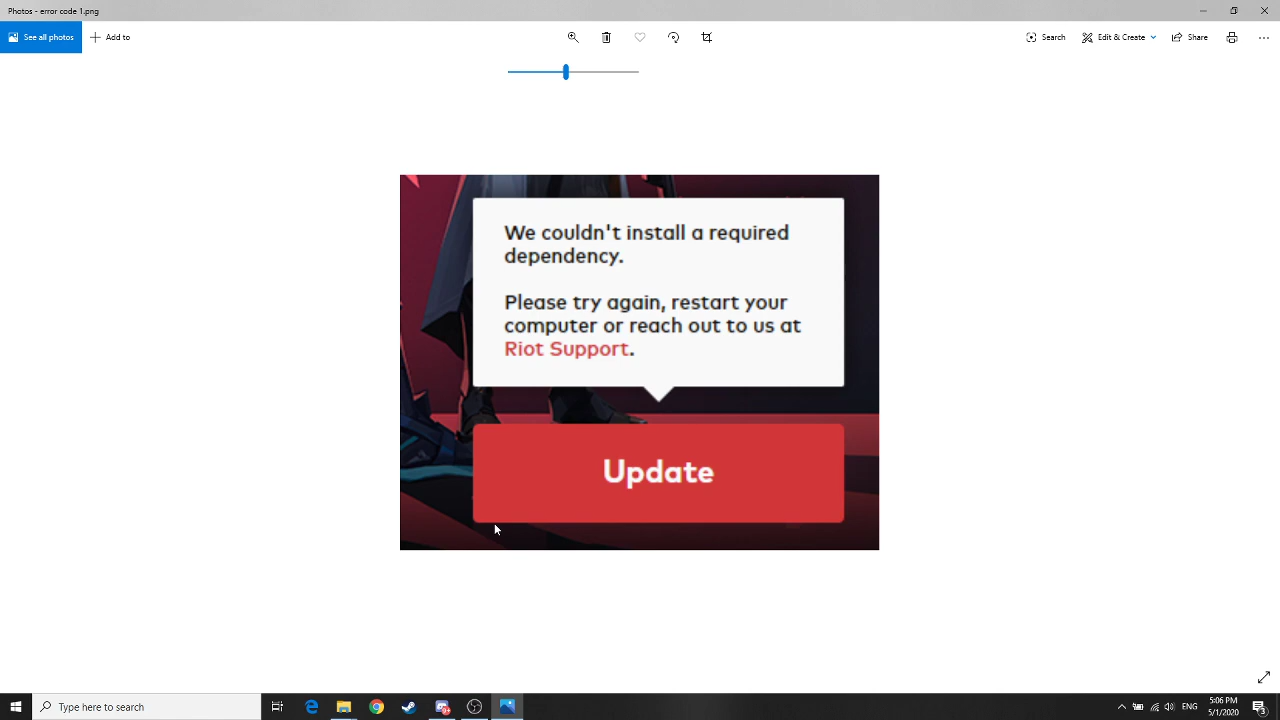 Photos - error code 1.png
See all photos
Add to
Search
Edit & Create
Share
We couldn't install a required
dependency.
Please try again, restart your
computer or reach out to us at
Riot Support.
Update
Type here to search
ENG
5:06 PM
5/1/2020